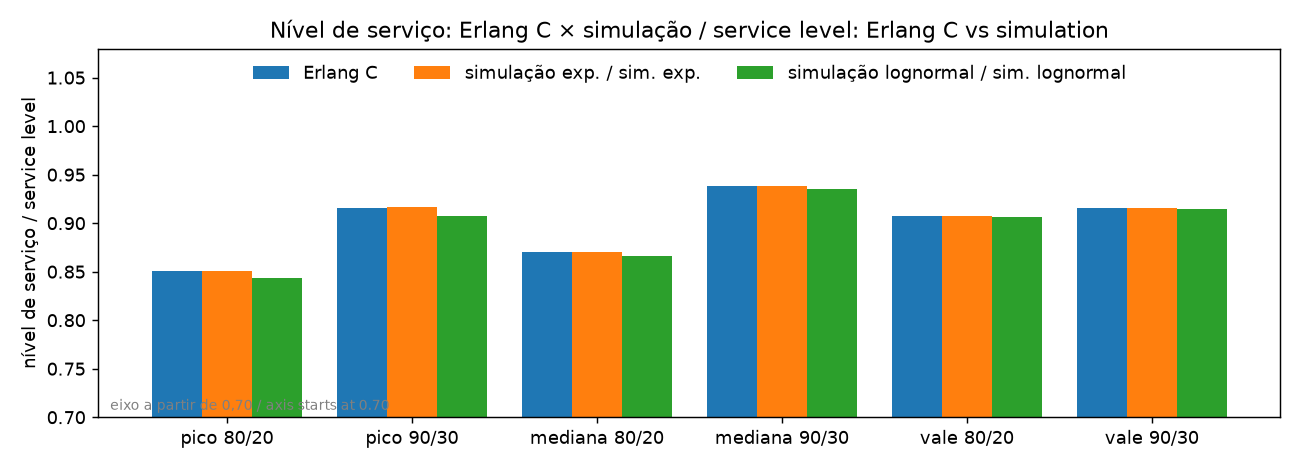 Nível de serviço: Erlang C × simulação / service level: Erlang C vs simulation
Erlang C
simulação exp. / sim. exp.
simulação lognormal / sim. lognormal
nível de serviço / service level
1.05
1.00
0.95
0.90
0.85
0.80
0.75
0.70
eixo a partir de 0.70 / axis starts at 0.70
pico 80/20
pico 90/30
mediana 80/20
mediana 90/30
vale 80/20
vale 90/30